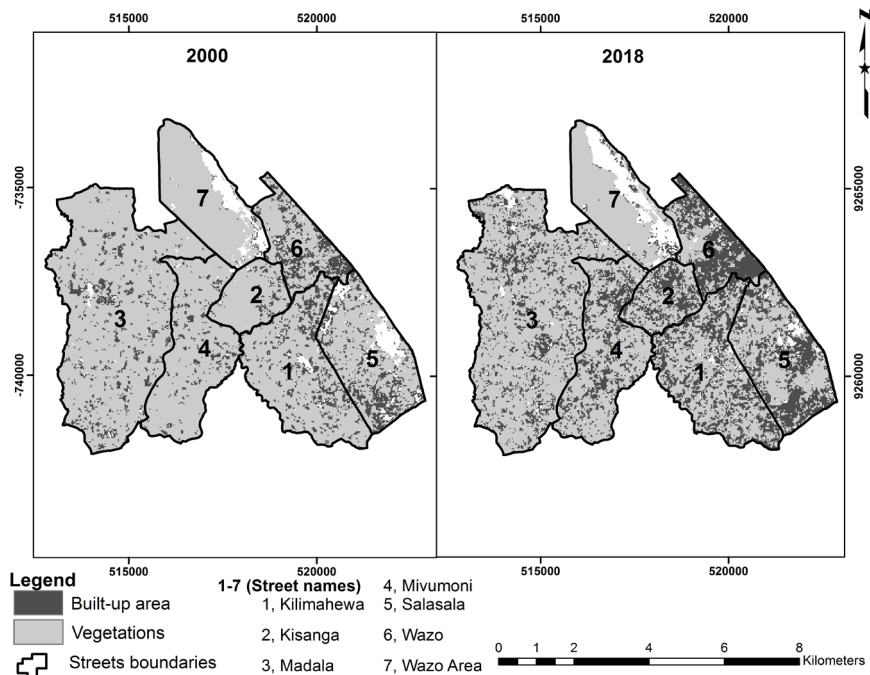 515000 520000 515000 520000
N
2000
2018
-735000
9265000
-740000
9260000
7
6
2
3
4
1
5
7
6
2
3
4
1
5
515000 520000 515000 520000
Legend
Built-up area
Vegetations
Streets boundaries
1-7 (Street names)
1, Kilimahewa
2, Kisanga
3, Madala
4, Mivumoni
5, Salasala
6, Wazo
7, Wazo Area
0 1 2 4 6 8
Kilometers